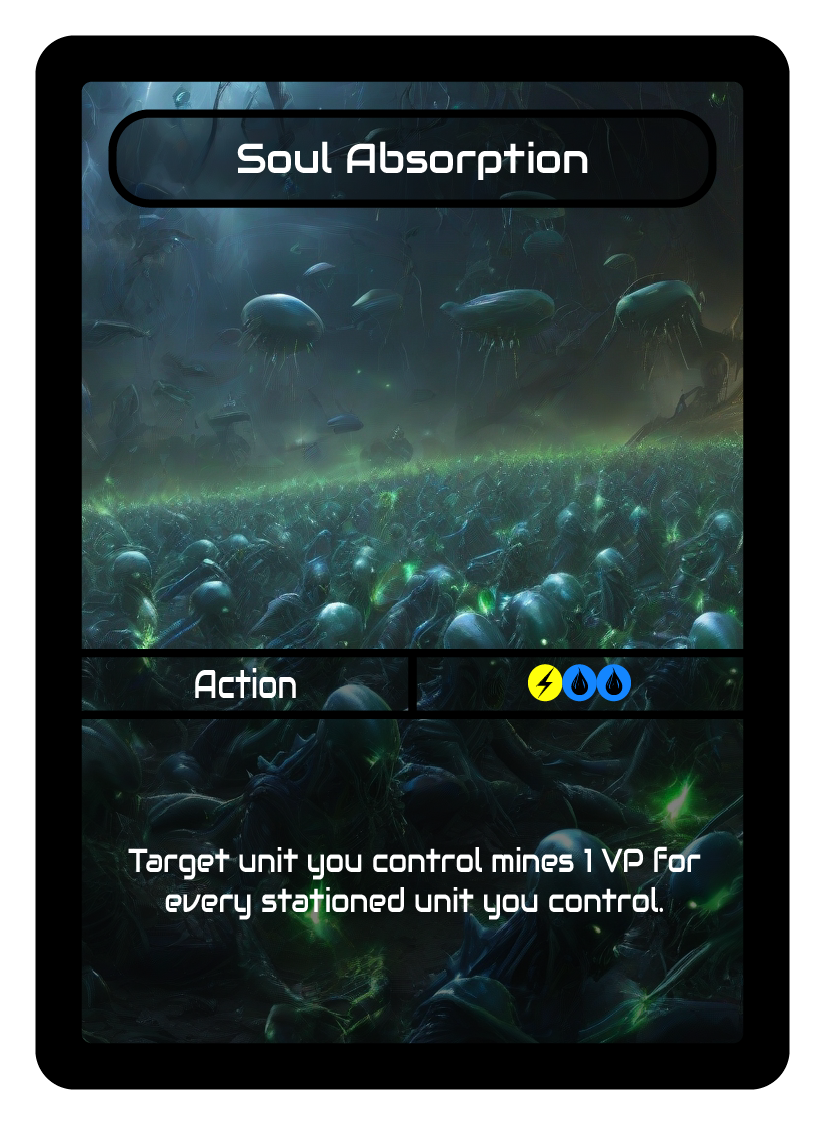 Soul Absorption
Action
Target unit you control mines 1 VP for
every stationed unit you control.